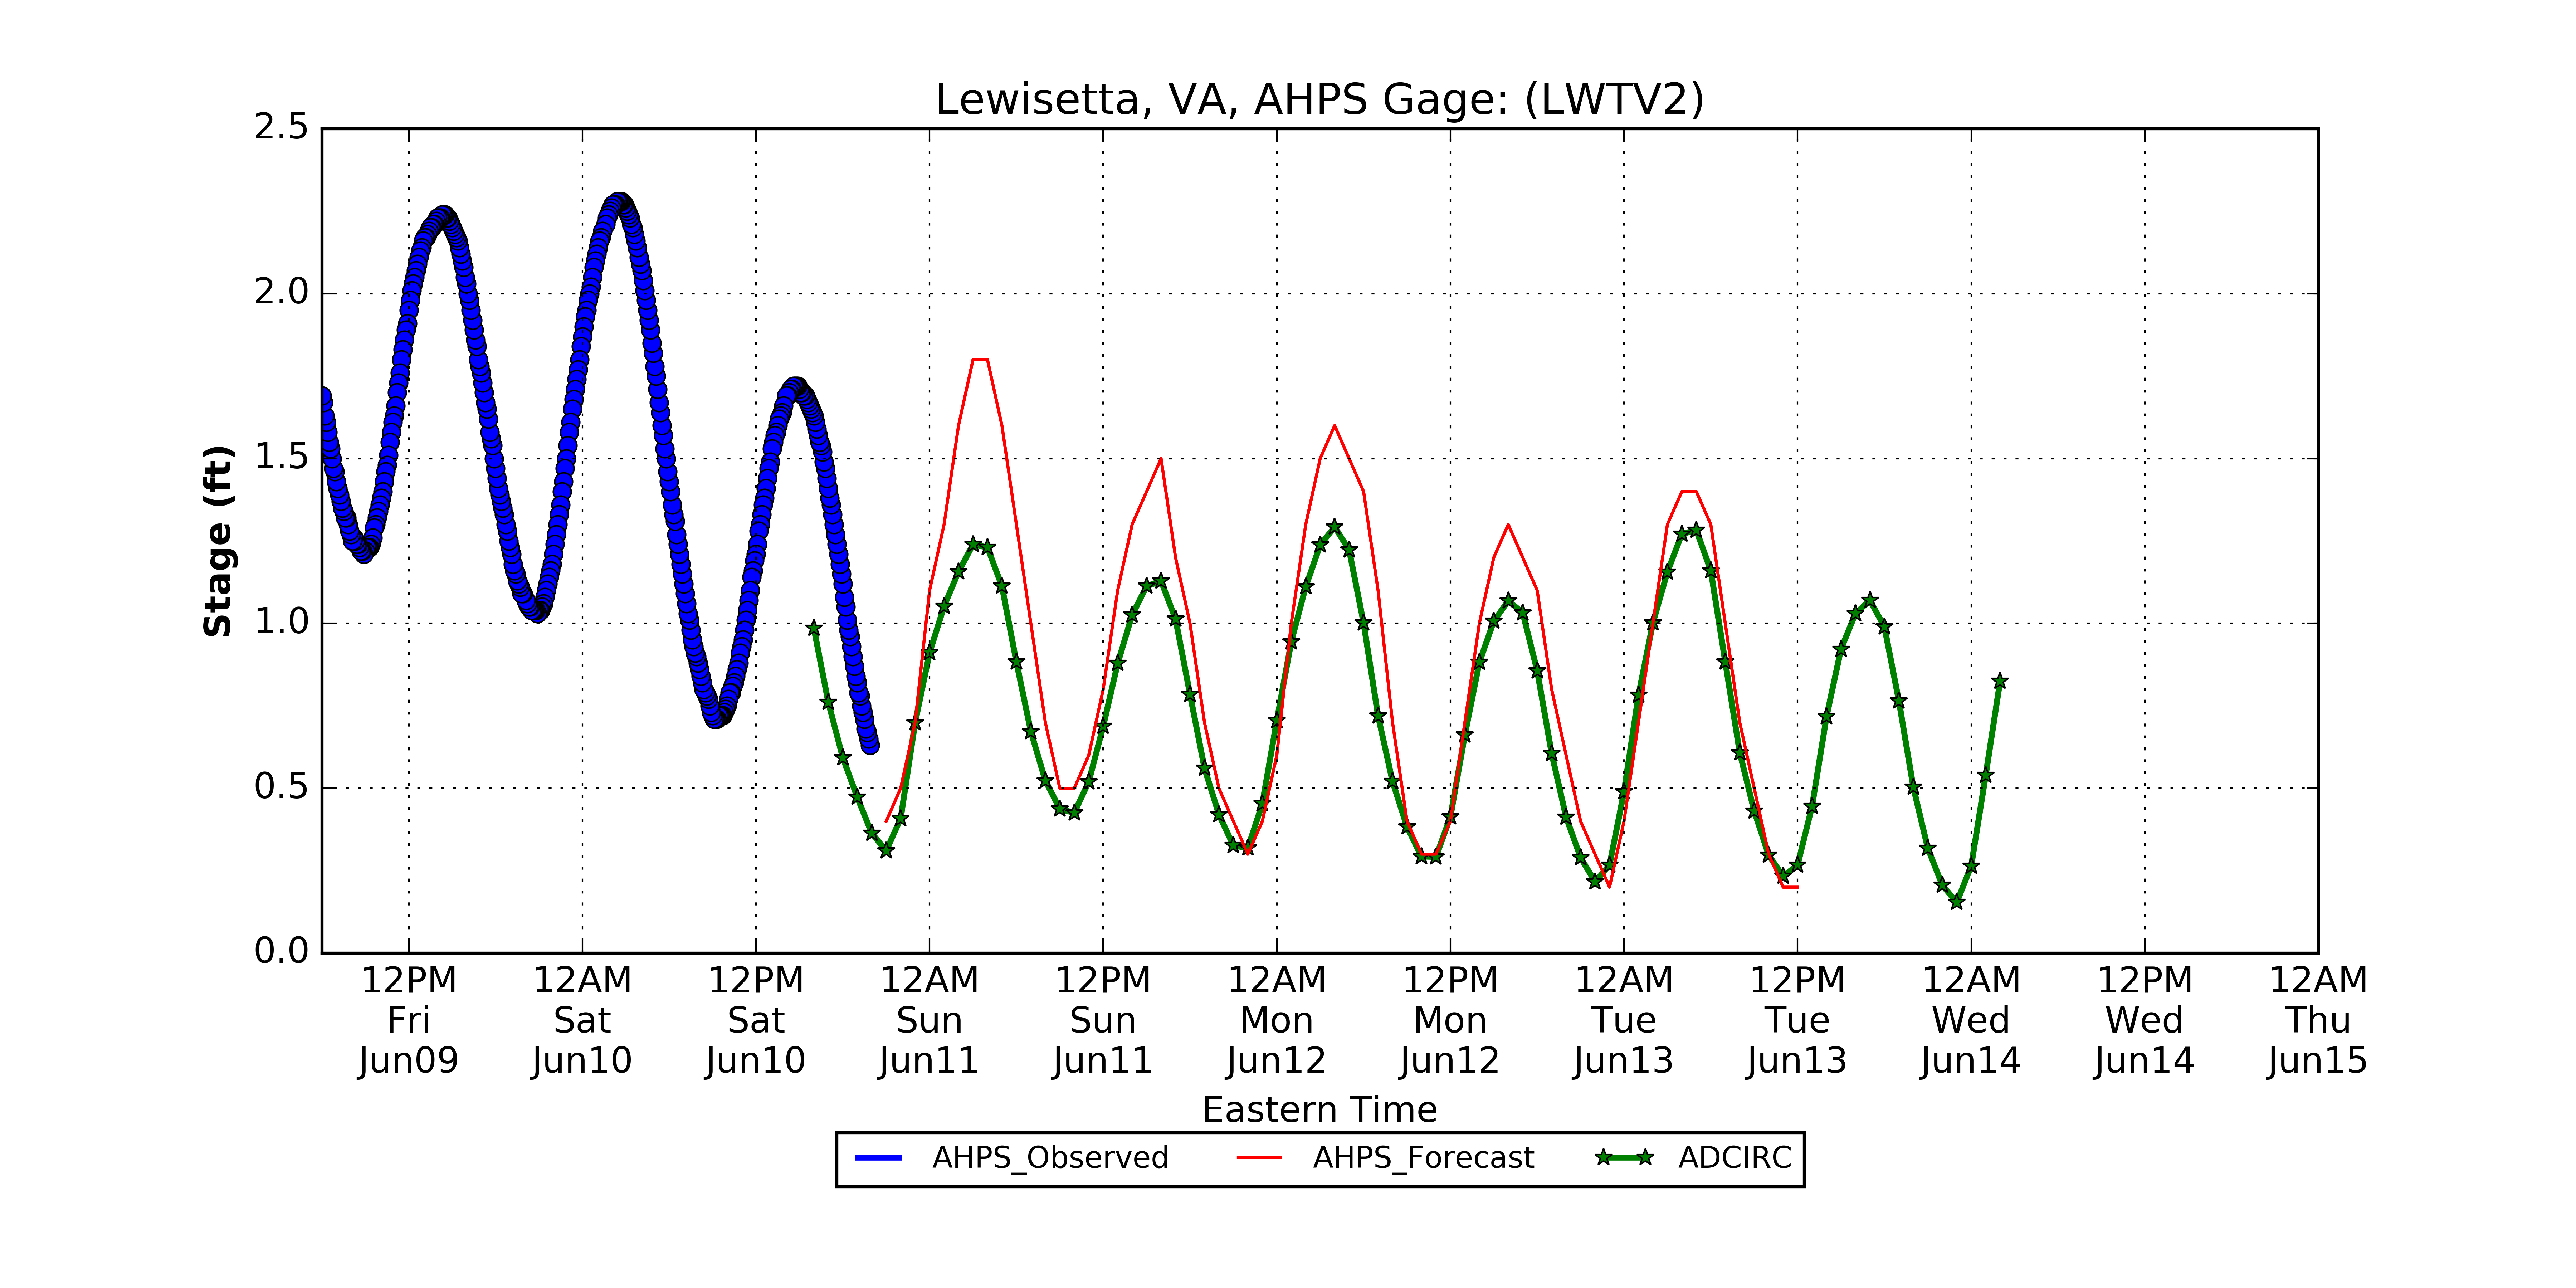 Lewisetta, VA, AHPS Gage: (LWTV2)
2.5
2.0
1.5
1.0
0.5
0.0
Stage (ft)
12PM 12AM 12PM 12AM 12PM 12AM 12PM 12AM 12PM 12AM 12PM 12AM
Fri Sat Sat Sun Sun Mon Mon Tue Tue Wed Wed Thu
Jun09 Jun10 Jun10 Jun11 Jun11 Jun12 Jun12 Jun13 Jun13 Jun14 Jun14 Jun15
Eastern Time
AHPS_Observed AHPS_Forecast ADCIRC